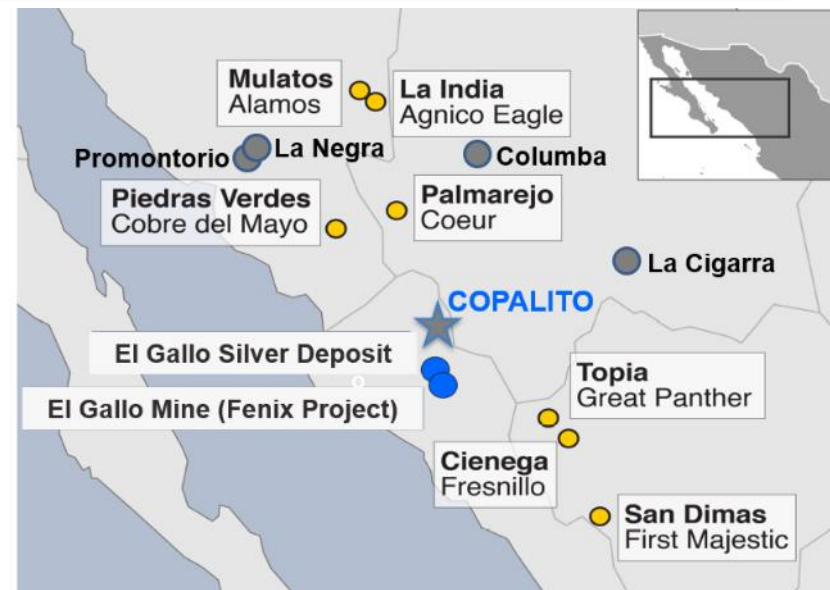 Mulatos
Alamos
La India
Agnico Eagle
Promontorio
La Negra
Columba
Piedras Verdes
Cobre del Mayo
Palmarejo
Coeur
La Cigarra
COPALITO
El Gallo Silver Deposit
El Gallo Mine (Fenix Project)
Topia
Great Panther
Cienega
Fresnillo
San Dimas
First Majestic